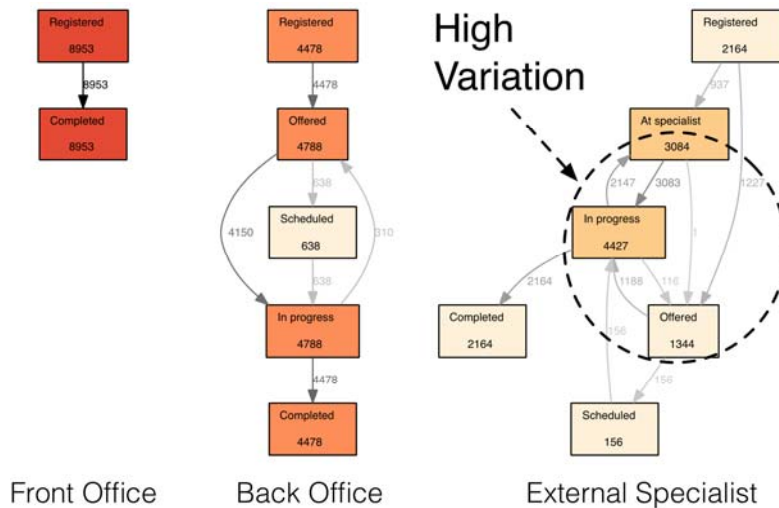 Registered
8953
8953
Completed
8953
Front Office
Registered
4478
4478
Offered
4788
638
Scheduled
638
4150
310
638
In progress
4788
4478
Completed
4478
Back Office
High
Variation
Registered
2164
937
At specialist
3084
1227
2147
3083
1
In progress
4427
2164
1188
116
Completed
2164
156
Offered
1344
156
Scheduled
156
External Specialist